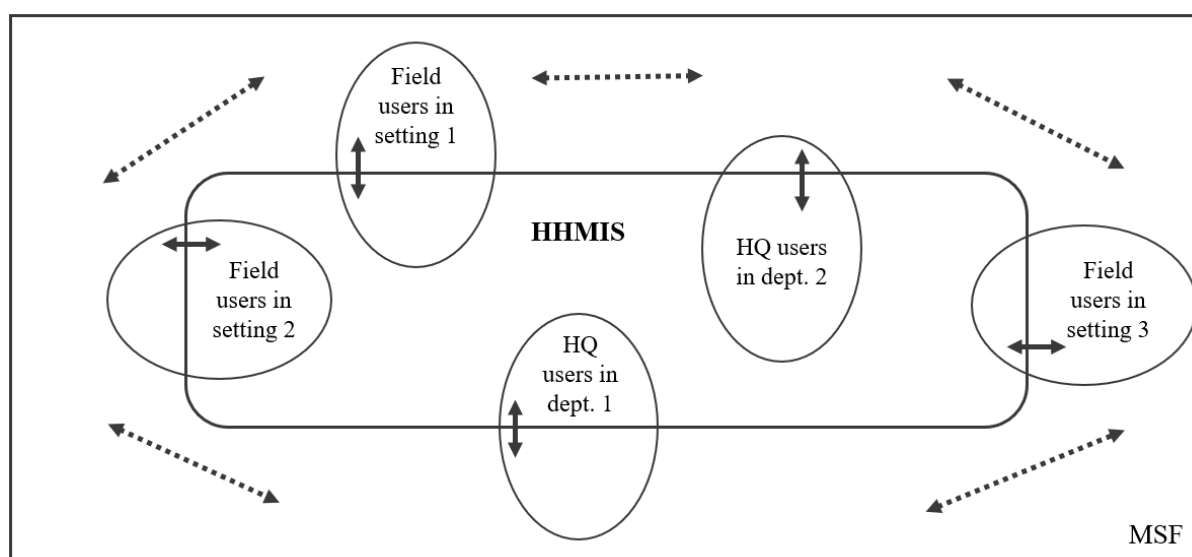 Field
users in
setting 1
HHMIS
HQ users
in dept. 2
Field
users in
setting 2
Field
users in
setting 3
HQ
users in
dept. 1
MSF